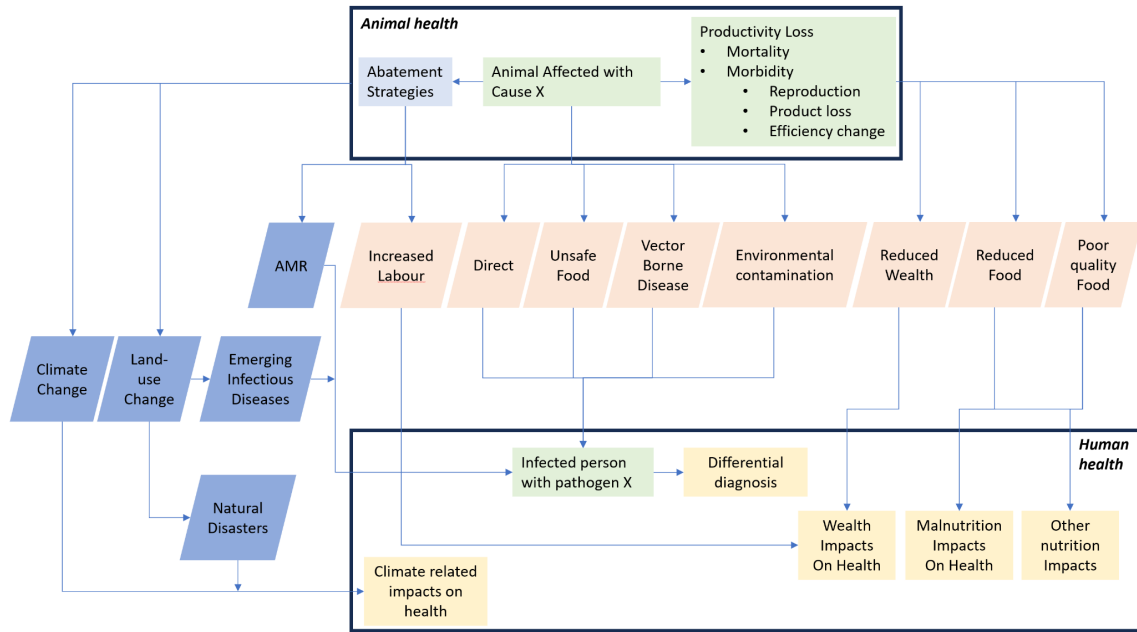 Animal health
Abatement
Strategies
Animal Affected with
Cause X
Productivity Loss
• Mortality
• Morbidity
• Reproduction
• Product loss
• Efficiency change
AMR
Increased
Labour
Direct
Unsafe
Food
Vector
Borne
Disease
Environmental
contamination
Reduced
Wealth
Reduced
Food
Poor
quality
Food
Climate
Change
Land-
use
Change
Emerging
Infectious
Diseases
Human
health
Infected person
with pathogen X
Differential
diagnosis
Natural
Disasters
Wealth
Impacts
On Health
Malnutrition
Impacts
On Health
Other
nutrition
Impacts
Climate related
impacts on
health